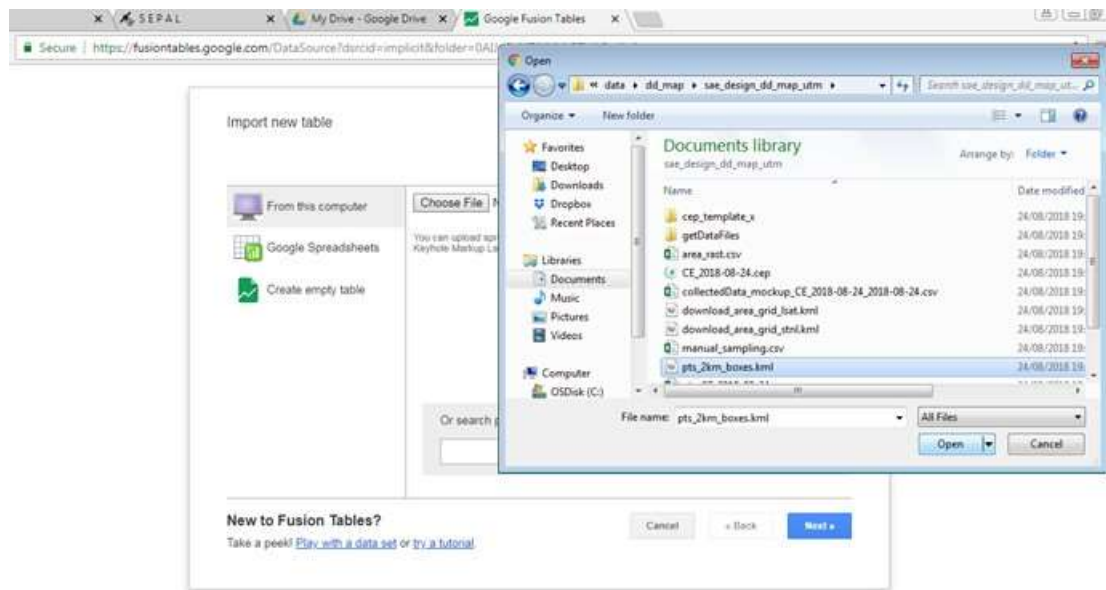 SEPAL
My Drive - Google Drive
Google Fusion Tables
Secure
https://fusiontables.google.com/DataSource?dsrcid=implicit&folder=0AI
Import new table
From this computer
Google Spreadsheets
Create empty table
Choose File
You can upload
Keyhole Markup
Or search
New to Fusion Tables?
Take a peek! Play with a data set or try a tutorial.
Cancel
« Back
Next »
Open
« data dd_map sae_design_dd_map_utm
Search sae_design_dd_map_ut...
Organize
New folder
Favorites
Desktop
Downloads
Dropbox
Recent Places
Libraries
Documents
Music
Pictures
Videos
Computer
OSDisk (C:)
Documents library
sae_design_dd_map_utm
Arrange by: Folder
Name
Date modified
cep_template_x 24/08/2018 19:
getDataFiles 24/08/2018 19:
area_rast.csv 24/08/2018 19:
CE_2018-08-24.cep 24/08/2018 19:
collectedData_mockup_CE_2018-08-24_2018-08-24.csv 24/08/2018 19:
download_area_grid_lsat.kml 24/08/2018 19:
download_area_grid_stnl.kml 24/08/2018 19:
manual_sampling.csv 24/08/2018 19:
pts_2km_boxes.kml 24/08/2018 19:
File name: pts_2km_boxes.kml
All Files
Open
Cancel